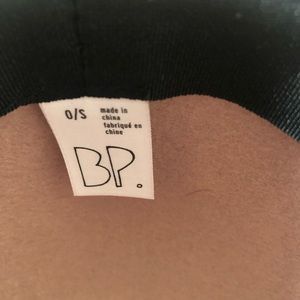 O/S
made in
china
fabriqué en
chine
BP.